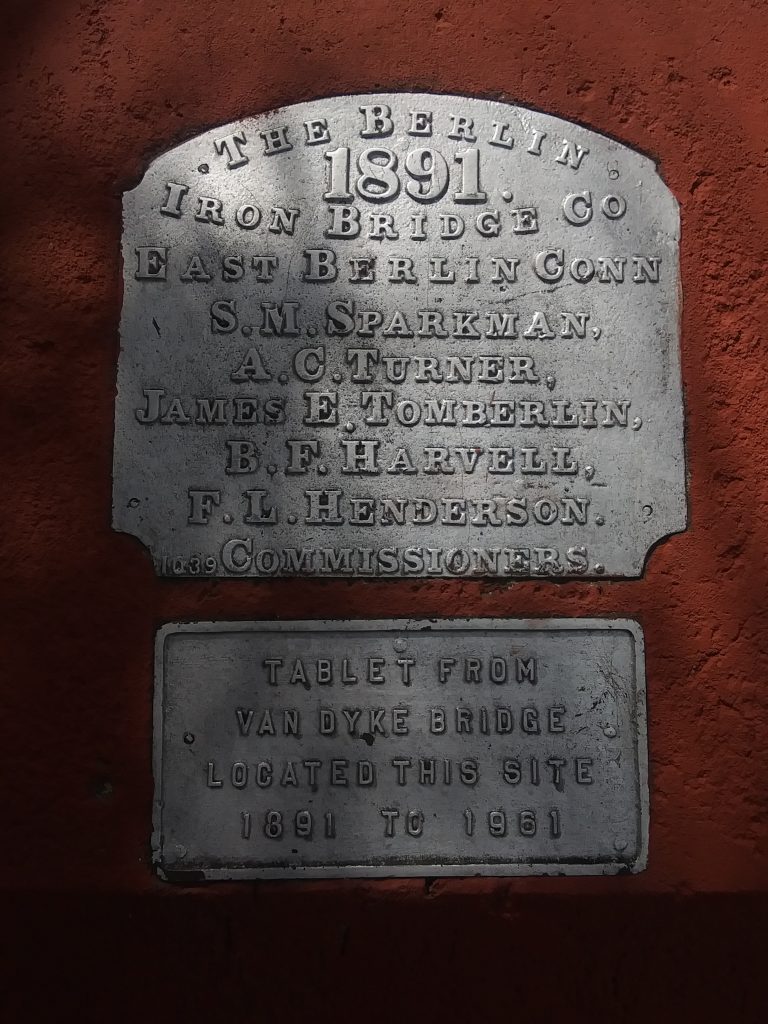 THE BERLIN
1891.
IRON BRIDGE CO
EAST BERLIN CONN
S.M. SPARKMAN,
A.C. TURNER,
JAMES E. TOMBERLIN,
B.F. HARVELL,
F.L. HENDERSON.
1039 COMMISSIONERS.
TABLET FROM
VAN DYKE BRIDGE
LOCATED THIS SITE
1891 TO 1961